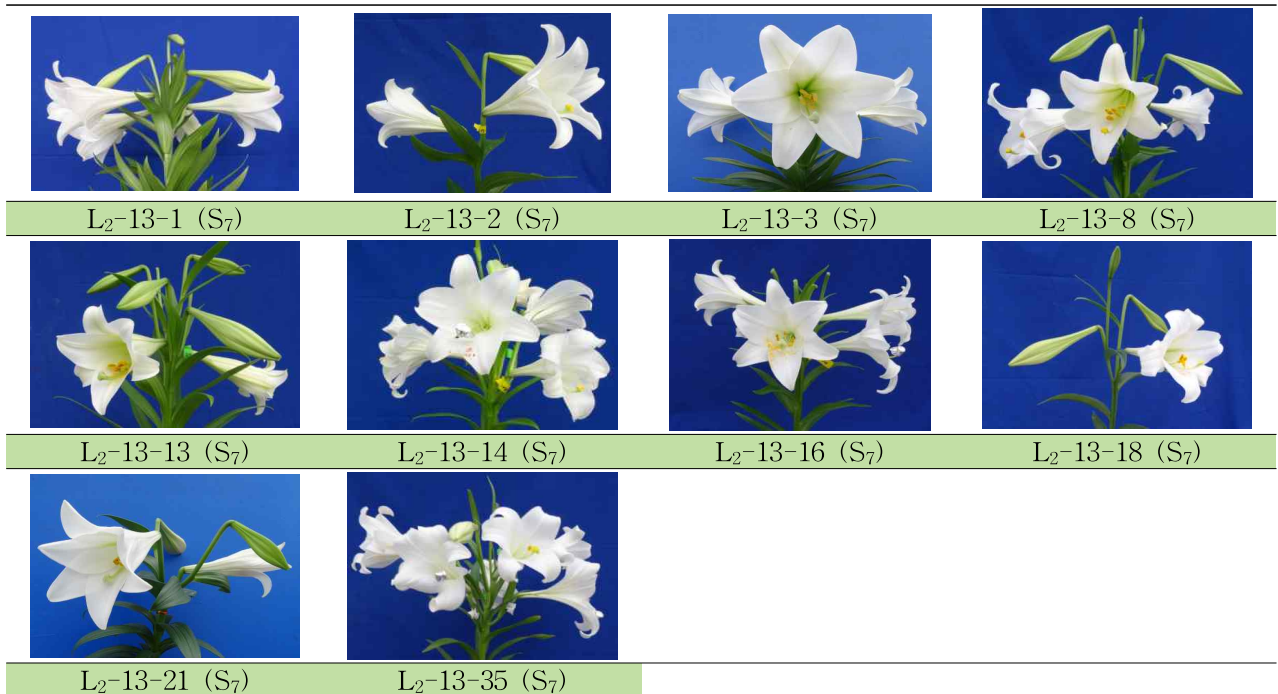 L₂-13-1 (S₇) L₂-13-2 (S₇) L₂-13-3 (S₇) L₂-13-8 (S₇)
L₂-13-13 (S₇) L₂-13-14 (S₇) L₂-13-16 (S₇) L₂-13-18 (S₇)
L₂-13-21 (S₇) L₂-13-35 (S₇)